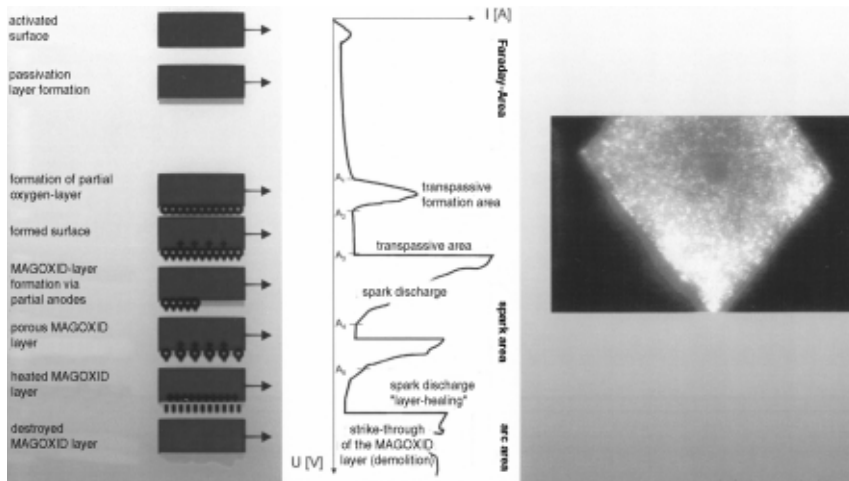 activated
surface
passivation
layer formation
formation of partial
oxygen-layer
formed surface
MAGOXID-layer
formation via
partial anodes
porous MAGOXID
layer
heated MAGOXID
layer
destroyed
MAGOXID layer
I [A]
Faraday-Area
A₁
transpassive
formation area
A₂
transpassive area
A₃
spark discharge
spark area
A₄
spark discharge
"layer-healing"
arc area
strike-through
of the MAGOXID
layer (demolition)
U [V]